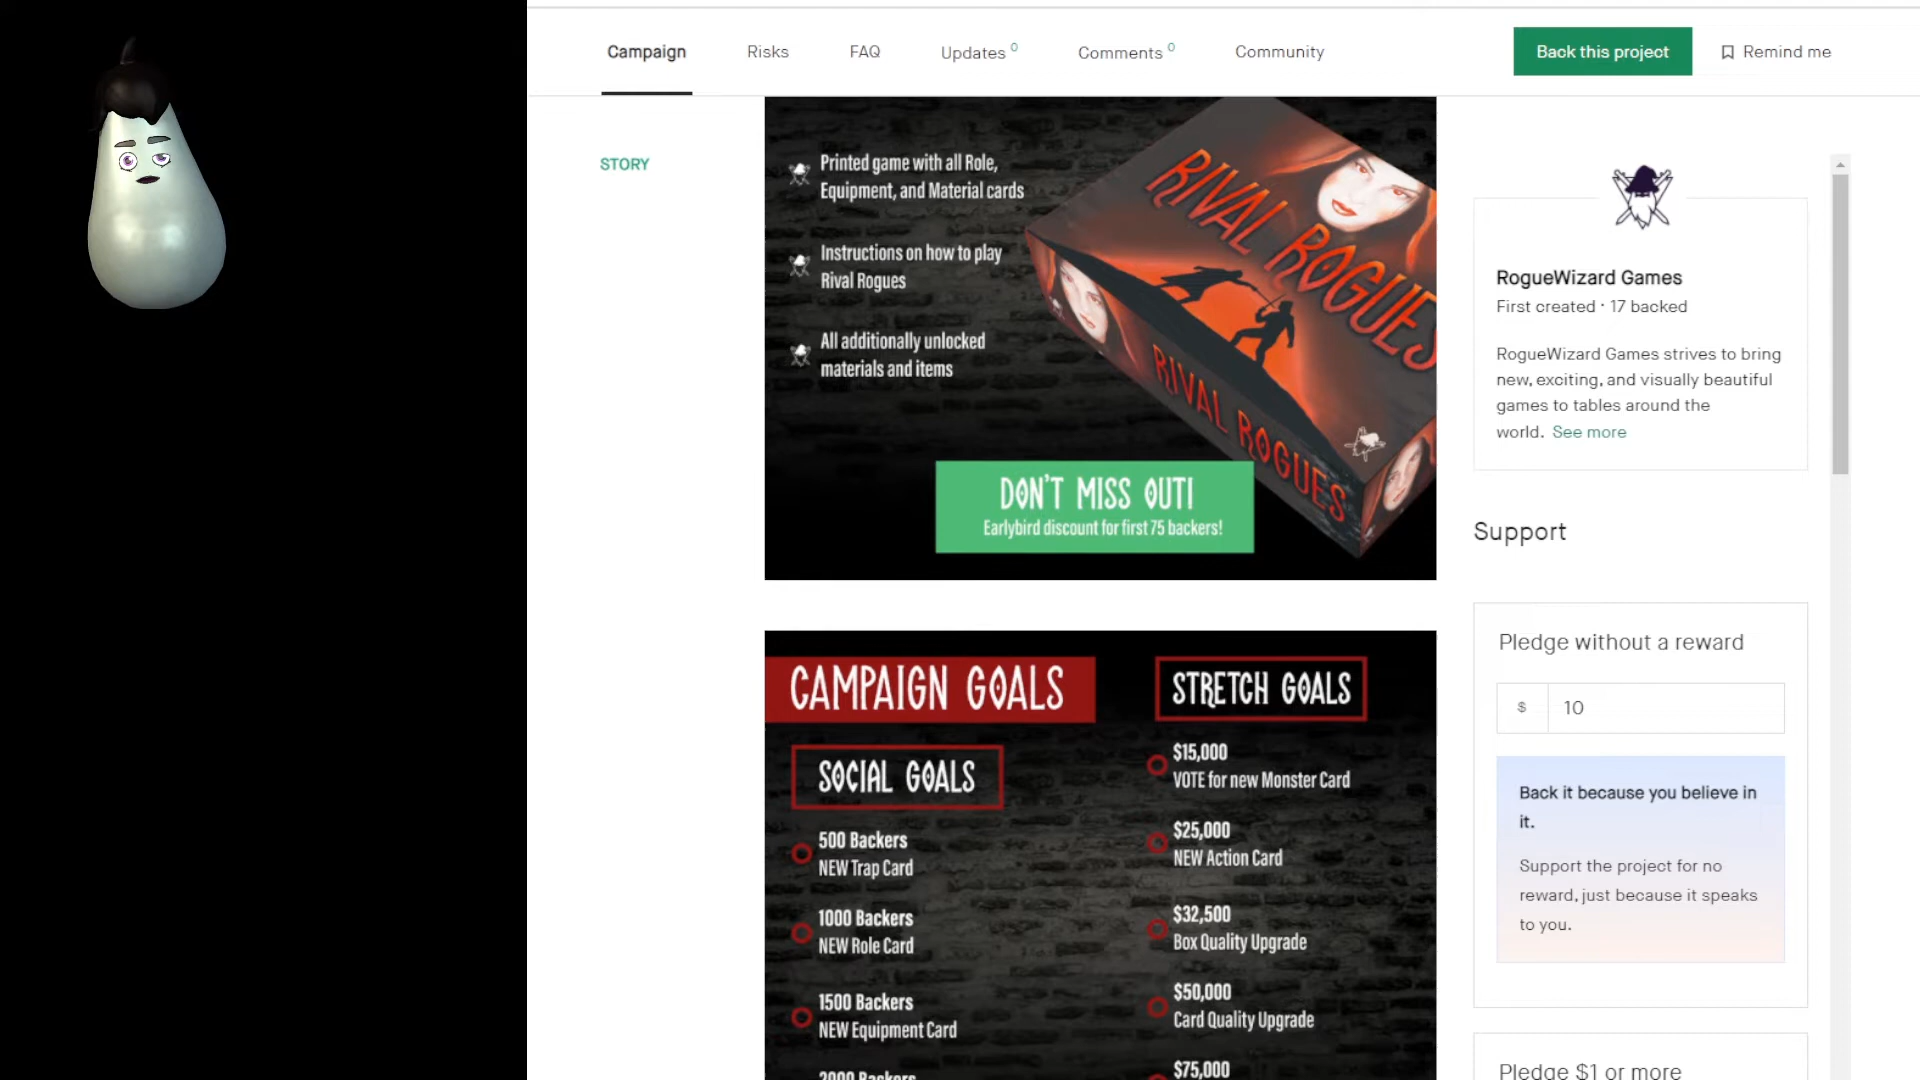 Campaign
Risks
FAQ
Updates 0
Comments 0
Community
Back this project
Remind me
STORY
Printed game with all Role,
Equipment, and Material cards
Instructions on how to play
Rival Rogues
All additionally unlocked
materials and items
RIVAL ROGUES
RIVAL ROGUES
DON'T MISS OUT!
Earlybird discount for first 75 backers!
CAMPAIGN GOALS
SOCIAL GOALS
500 Backers
NEW Trap Card
1000 Backers
NEW Role Card
1500 Backers
NEW Equipment Card
2000 Backers
STRETCH GOALS
$15,000
VOTE for new Monster Card
$25,000
NEW Action Card
$32,500
Box Quality Upgrade
$50,000
Card Quality Upgrade
$75,000
RogueWizard Games
First created · 17 backed
RogueWizard Games strives to bring
new, exciting, and visually beautiful
games to tables around the
world. See more
Support
Pledge without a reward
$ 10
Back it because you believe in
it.
Support the project for no
reward, just because it speaks
to you.
Pledge $1 or more